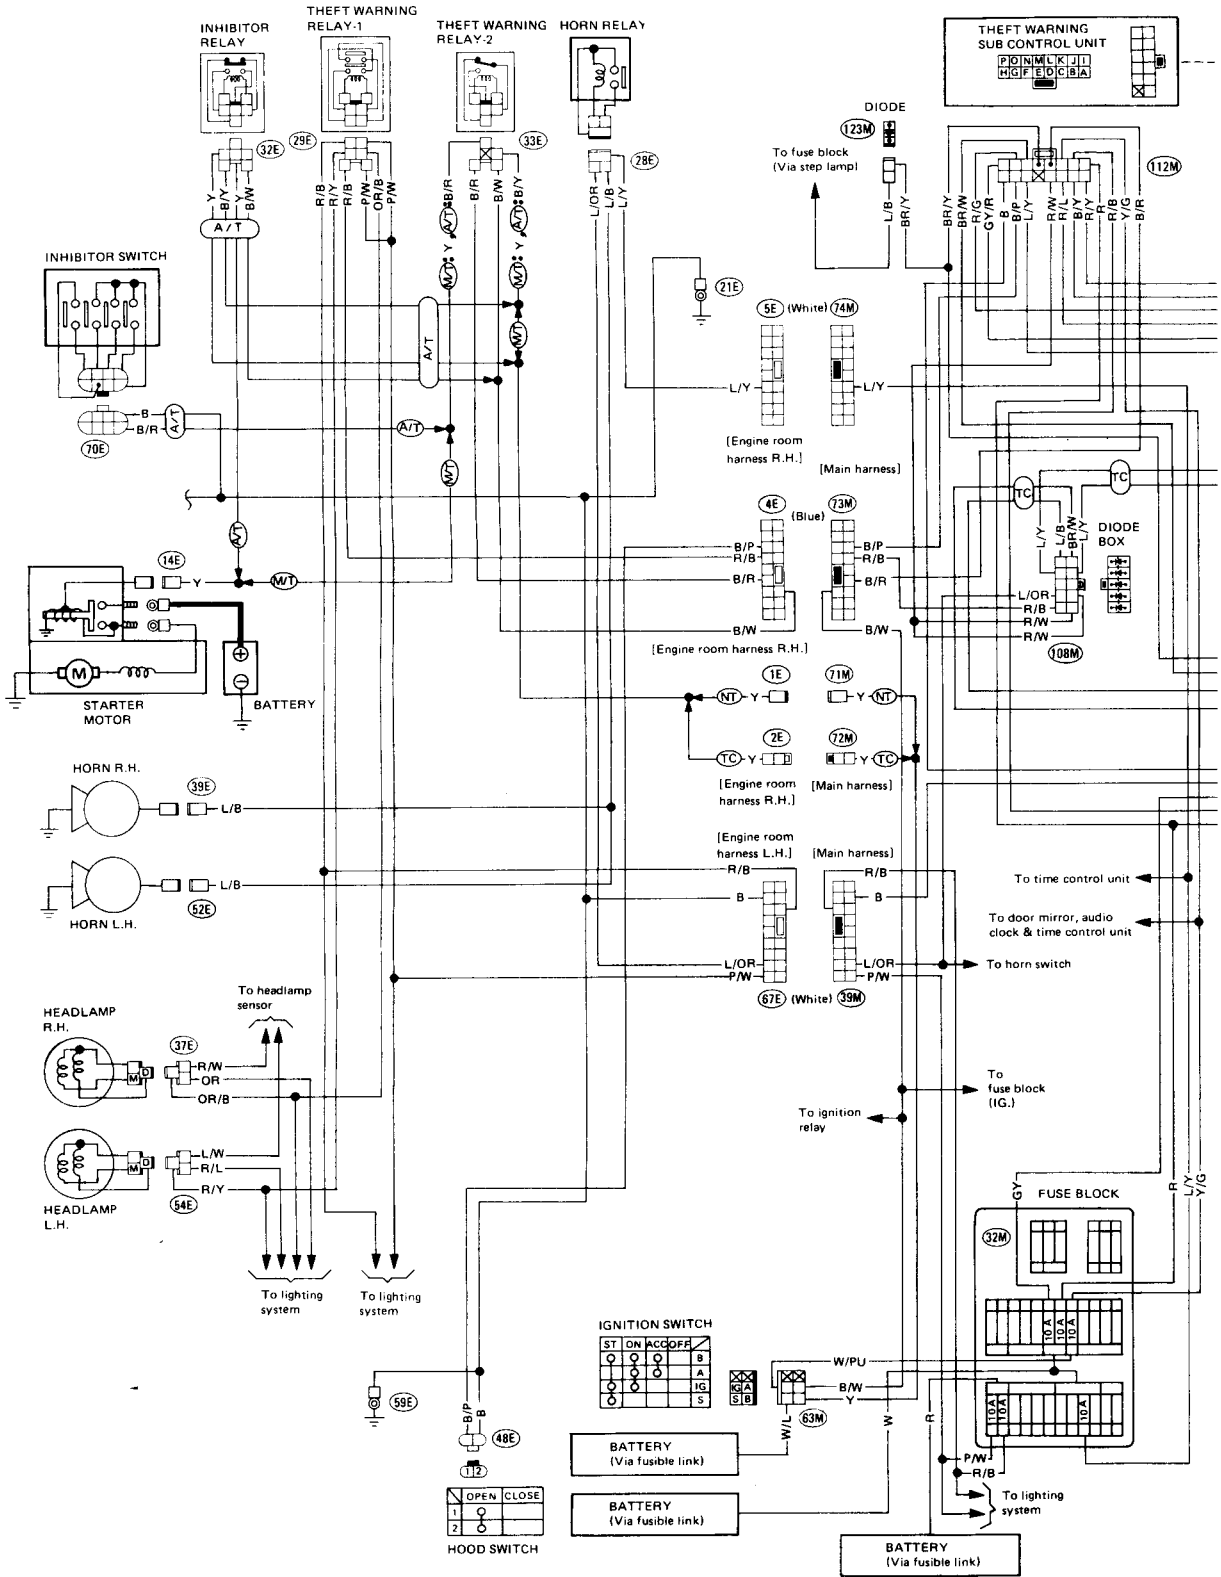 INHIBITOR
RELAY
THEFT WARNING
RELAY-1
THEFT WARNING
RELAY-2
HORN RELAY
THEFT WARNING
SUB CONTROL UNIT
P O N M L K J I
H G F E D C B A
DIODE
123M
To fuse block
(Via step lamp)
32E
29E
33E
28E
112M
Y
B/Y
Y
B/W
R/B
R/Y
R/B
P/W
OR/B
P/W
B/R
B/R
B/W
B/Y
L/OR
L/B
L/Y
L/B
BR/Y
BR/Y
BR/W
R/G
GY/R
B
B/P
L/Y
R/W
R/L
B/Y
R/Y
R
R/B
Y/G
B/R
A/T
A/T:
A/T:
M/T: Y,
M/T: Y,
INHIBITOR SWITCH
21E
5E
(White)
74M
A/T
M/T
L/Y
L/Y
B
B/R
A/T
70E
A/T
M/T
[Engine room
harness R.H.]
[Main harness]
TC
TC
4E
(Blue)
73M
L/Y
L/B
BR/W
L/Y
DIODE
BOX
A/T
14E
Y
M/T
B/P
R/B
B/R
B/W
B/P
R/B
B/R
B/W
L/OR
R/B
R/W
R/W
108M
[Engine room harness R.H.]
M
STARTER
MOTOR
BATTERY
1E
71M
NT
Y
Y
NT
2E
72M
TC
Y
Y
TC
[Engine room
harness R.H.]
[Main harness]
HORN R.H.
39E
L/B
HORN L.H.
52E
L/B
[Engine room
harness L.H.]
[Main harness]
R/B
R/B
B
B
L/OR
P/W
L/OR
P/W
67E
(White)
39M
To time control unit
To door mirror, audio
clock & time control unit
To horn switch
To headlamp
sensor
HEADLAMP
R.H.
37E
M
D
R/W
OR
OR/B
HEADLAMP
L.H.
54E
M
D
L/W
R/L
R/Y
To
fuse block
(IG.)
To ignition
relay
To lighting
system
To lighting
system
GY
R
L/Y
Y/G
FUSE BLOCK
32M
10A
10A
10A
10A
10A
10A
IGNITION SWITCH
ST ON ACC OFF
B
A
IG
S
IG A
S B
63M
W/PU
B/W
Y
W/L
W
R
59E
B/P
B
48E
1 2
OPEN CLOSE
1
2
HOOD SWITCH
BATTERY
(Via fusible link)
BATTERY
(Via fusible link)
BATTERY
(Via fusible link)
P/W
R/B
To lighting
system